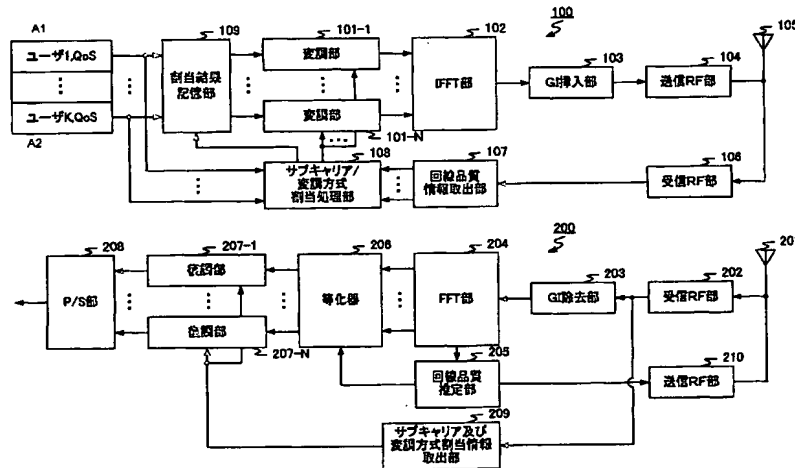 A1
ユーザ1,QoS
ユーザK,QoS
A2
109
割当結果
記憶部
101-1
変調部
変調部
101-N
102
IFFT部
100
103
GI挿入部
104
送信RF部
105
108
サブキャリア/
変調方式
割当処理部
107
回線品質
情報取出部
106
受信RF部
208
P/S部
207-1
復調部
復調部
207-N
206
等化器
204
FFT部
200
203
GI除去部
202
受信RF部
201
205
回線品質
推定部
210
送信RF部
209
サブキャリア及び
変調方式割当情報
取出部